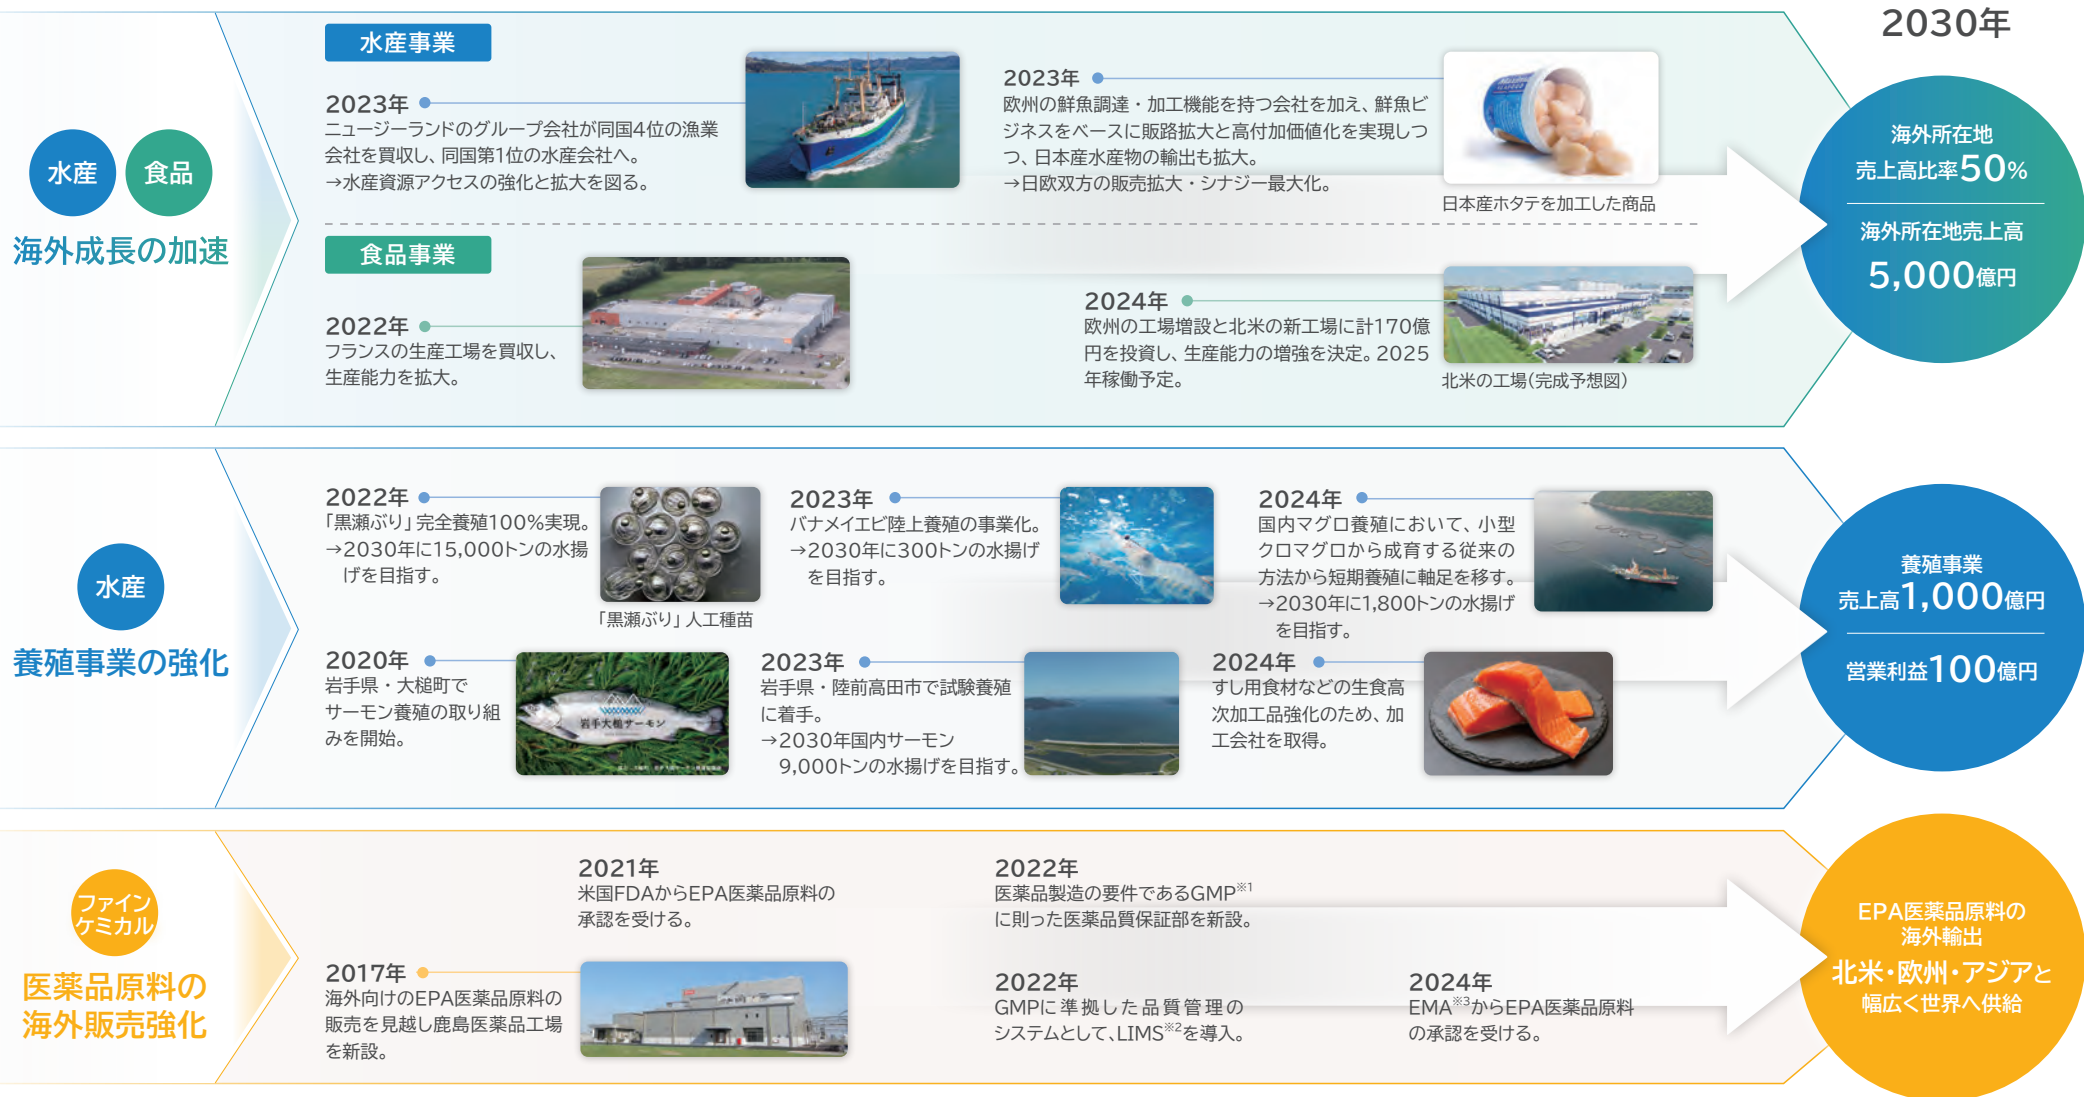 2030年
水産
食品
海外成長の加速
水産事業
2023年
ニュージーランドのグループ会社が同国4位の漁業
会社を買収し、同国第1位の水産会社へ。
→水産資源アクセスの強化と拡大を図る。
2023年
欧州の鮮魚調達・加工機能を持つ会社を加え、鮮魚ビ
ジネスをベースに販路拡大と高付加価値化を実現しつ
つ、日本産水産物の輸出も拡大。
→日欧双方の販売拡大・シナジー最大化。
日本産ホタテを加工した商品
食品事業
2022年
フランスの生産工場を買収し、
生産能力を拡大。
2024年
欧州の工場増設と北米の新工場に計170億
円を投資し、生産能力の増強を決定。2025
年稼働予定。
北米の工場(完成予想図)
海外所在地
売上高比率50%
海外所在地売上高
5,000億円
水産
養殖事業の強化
2022年
「黒瀬ぶり」完全養殖100%実現。
→2030年に15,000トンの水揚
げを目指す。
「黒瀬ぶり」人工種苗
2023年
バナメイエビ陸上養殖の事業化。
→2030年に300トンの水揚げ
を目指す。
2024年
国内マグロ養殖において、小型
クロマグロから成育する従来の
方法から短期養殖に軸足を移す。
→2030年に1,800トンの水揚げ
を目指す。
2020年
岩手県・大槌町で
サーモン養殖の取り組
みを開始。
岩手大槌サーモン
2023年
岩手県・陸前高田市で試験養殖
に着手。
→2030年国内サーモン
9,000トンの水揚げを目指す。
2024年
すし用食材などの生食高
次加工品強化のため、加
工会社を取得。
養殖事業
売上高1,000億円
営業利益100億円
ファイン
ケミカル
医薬品原料の
海外販売強化
2017年
海外向けのEPA医薬品原料の
販売を見越し鹿島医薬品工場
を新設。
2021年
米国FDAからEPA医薬品原料の
承認を受ける。
2022年
医薬品製造の要件であるGMP※1
に則った医薬品質保証部を新設。
2022年
GMPに準拠した品質管理の
システムとして、LIMS※2を導入。
2024年
EMA※3からEPA医薬品原料
の承認を受ける。
EPA医薬品原料の
海外輸出
北米・欧州・アジアと
幅広く世界へ供給